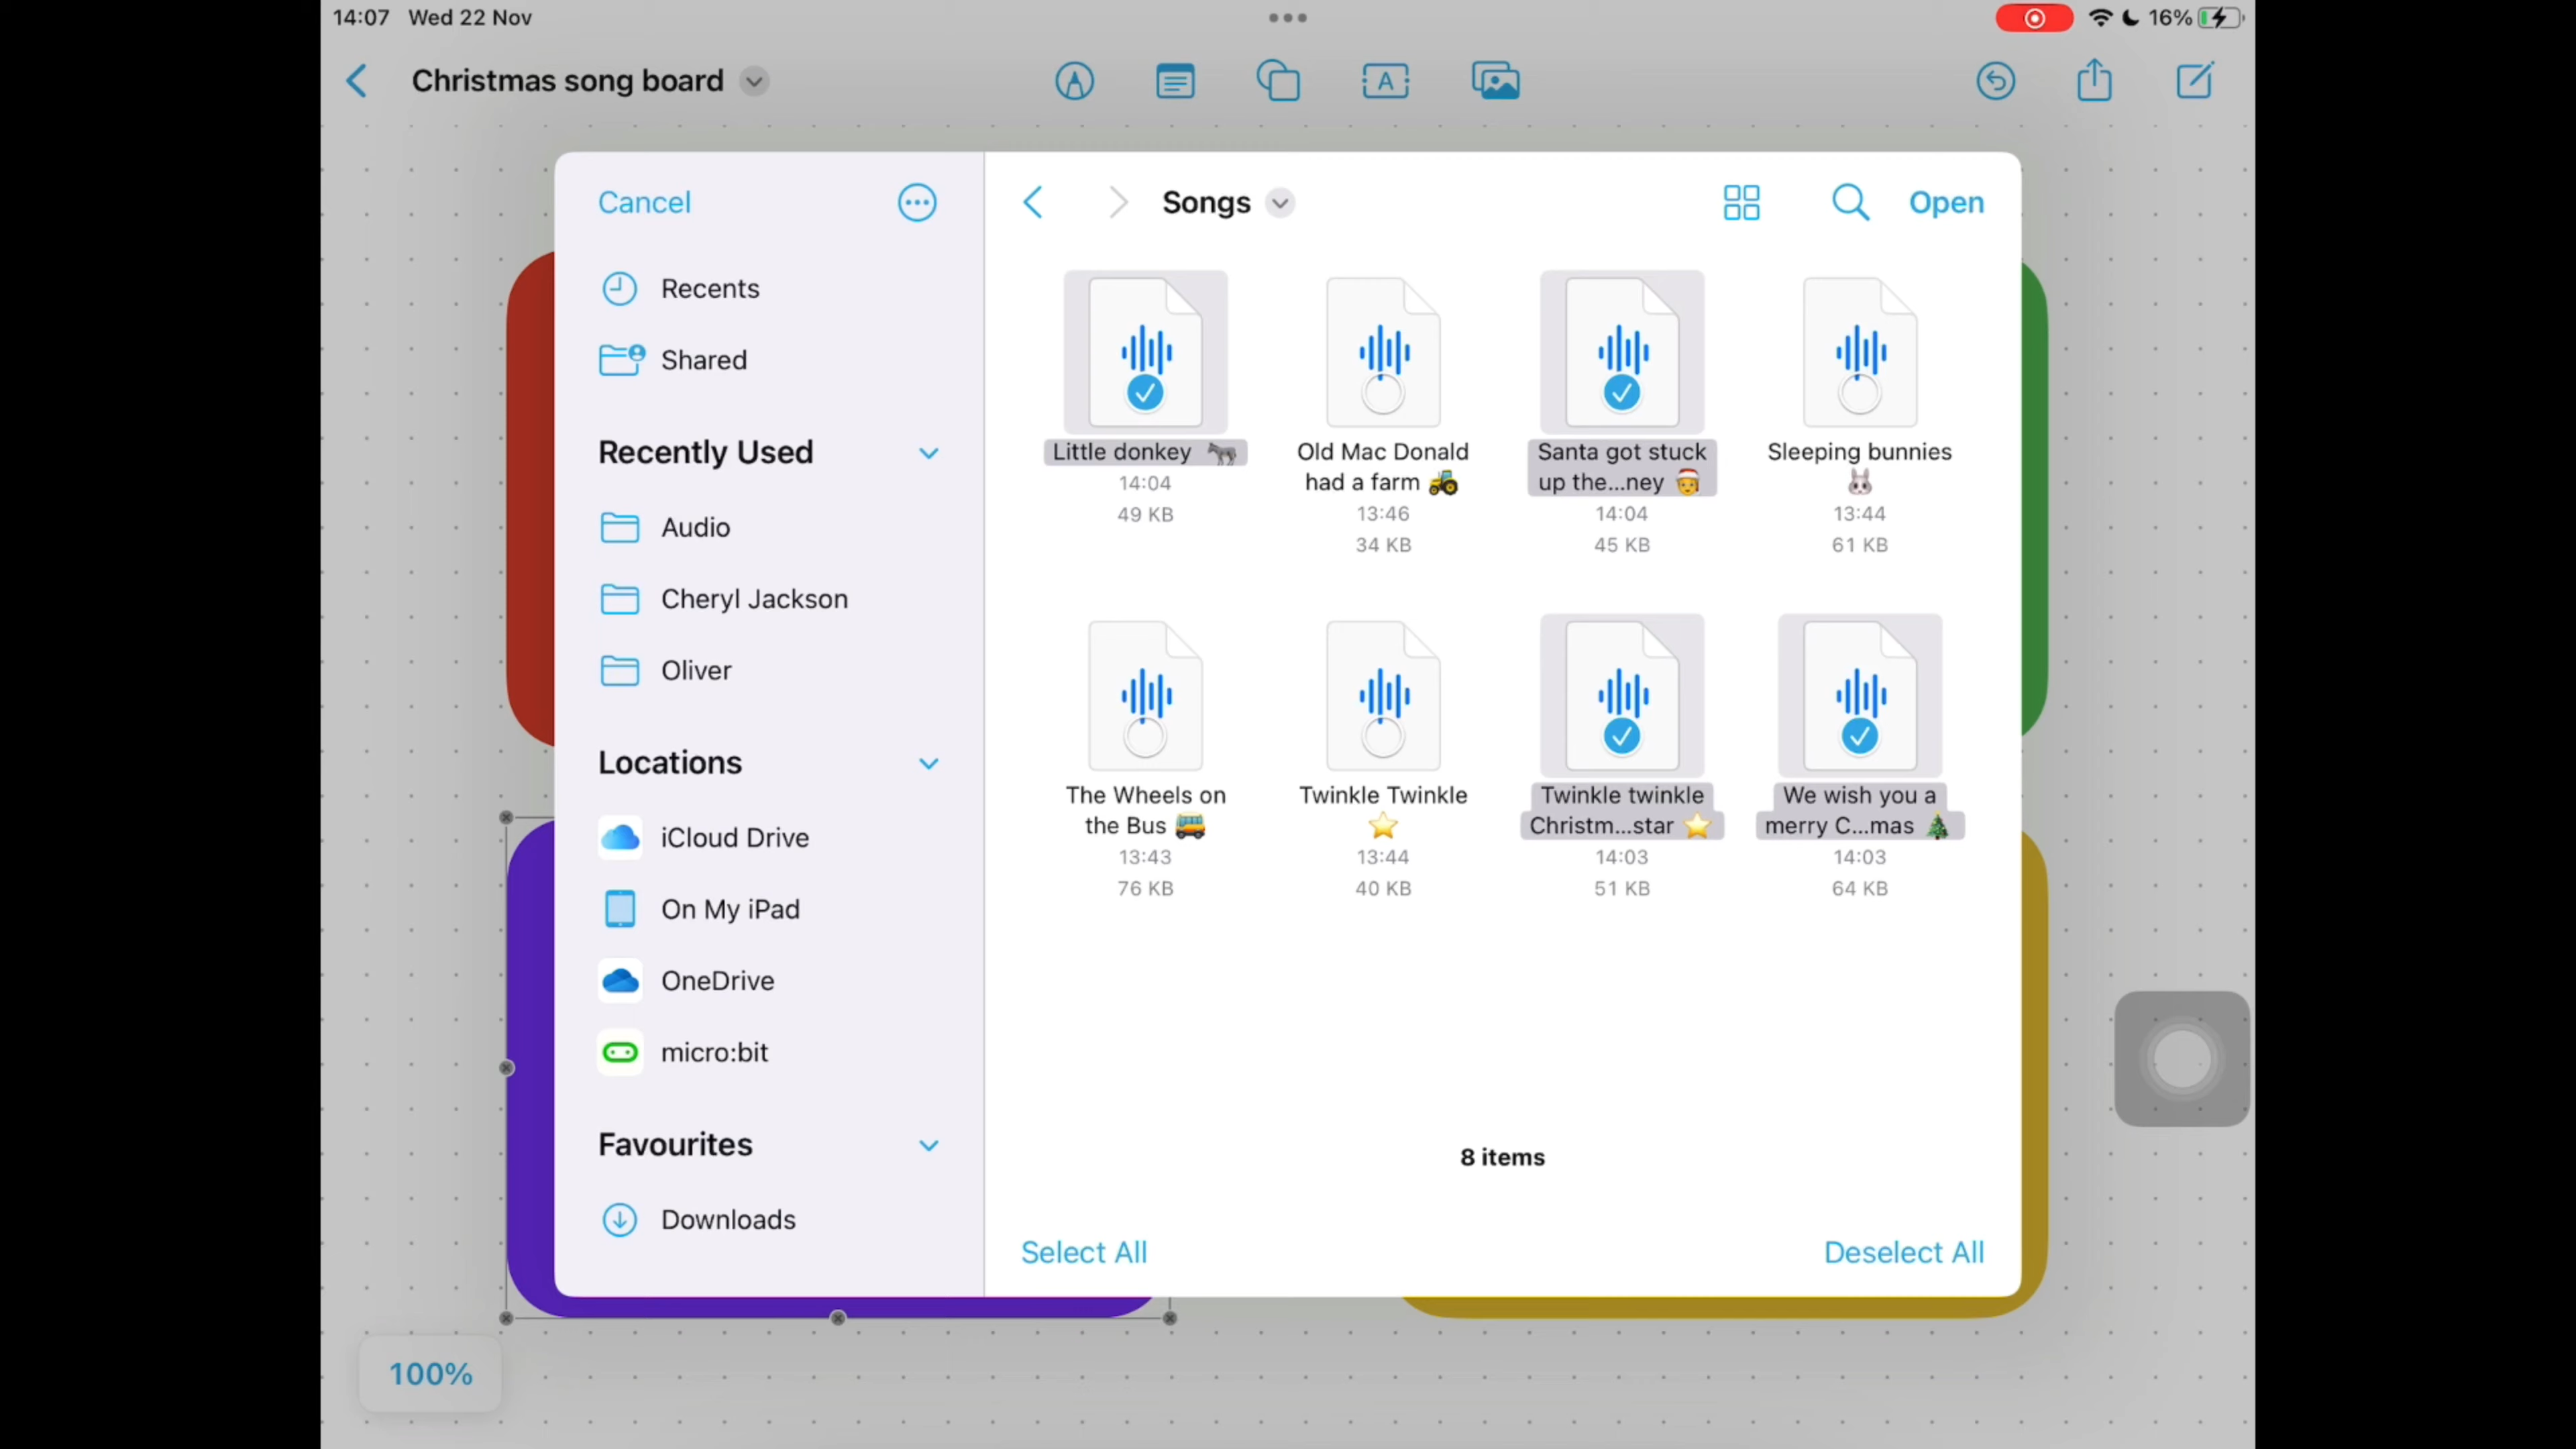 14:07 Wed 22 Nov
16%
Christmas song board
A
Cancel
Songs
Open
Recents
Shared
Recently Used
Audio
Cheryl Jackson
Oliver
Locations
iCloud Drive
On My iPad
OneDrive
micro:bit
Favourites
Downloads
Little donkey 🫏
14:04
49 KB
Old Mac Donald
had a farm 🚜
13:46
34 KB
Santa got stuck
up the...ney 🧑‍🎄
14:04
45 KB
Sleeping bunnies
🐰
13:44
61 KB
The Wheels on
the Bus 🚌
13:43
76 KB
Twinkle Twinkle
⭐️
13:44
40 KB
Twinkle twinkle
Christm...star ⭐️
14:03
51 KB
We wish you a
merry C...mas 🎄
14:03
64 KB
8 items
Select All
Deselect All
100%